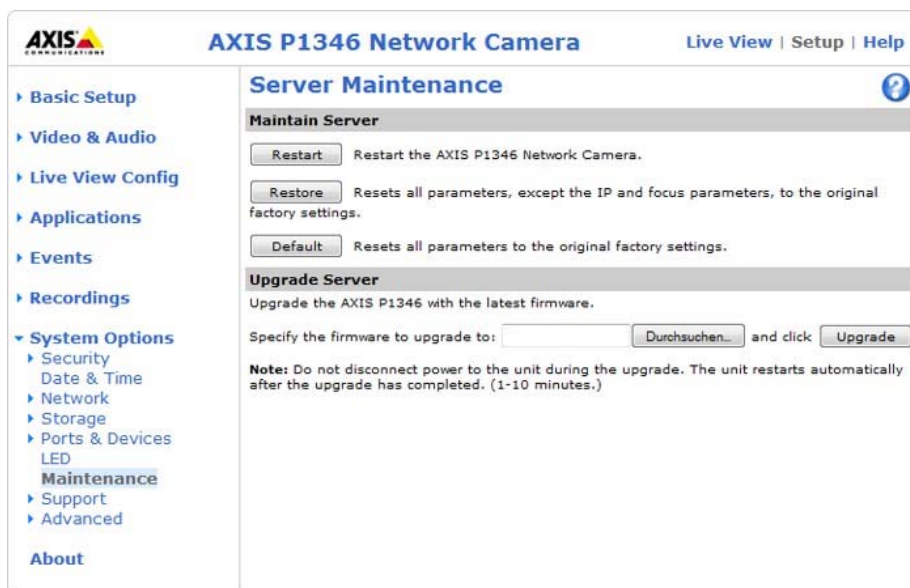 AXIS
COMMUNICATIONS
AXIS P1346 Network Camera
Live View | Setup | Help
Basic Setup
Video & Audio
Live View Config
Applications
Events
Recordings
System Options
Security
Date & Time
Network
Storage
Ports & Devices
LED
Maintenance
Support
Advanced
About
Server Maintenance
?
Maintain Server
Restart Restart the AXIS P1346 Network Camera.
Restore Resets all parameters, except the IP and focus parameters, to the original
factory settings.
Default Resets all parameters to the original factory settings.
Upgrade Server
Upgrade the AXIS P1346 with the latest firmware.
Specify the firmware to upgrade to: Durchsuchen... and click Upgrade
Note: Do not disconnect power to the unit during the upgrade. The unit restarts automatically
after the upgrade has completed. (1-10 minutes.)